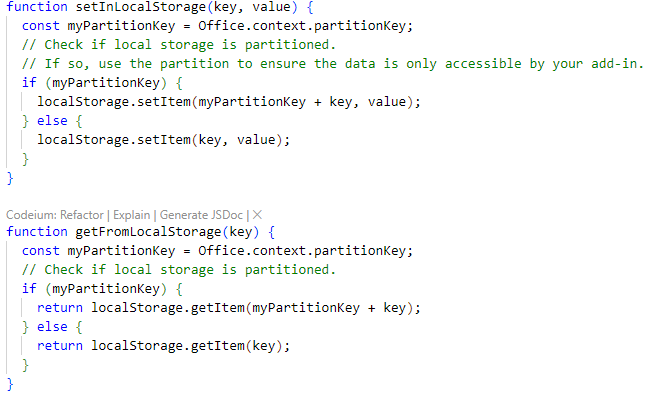 function setInLocalStorage(key, value) {
  const myPartitionKey = Office.context.partitionKey;
  // Check if local storage is partitioned.
  // If so, use the partition to ensure the data is only accessible by your add-in.
  if (myPartitionKey) {
    localStorage.setItem(myPartitionKey + key, value);
  } else {
    localStorage.setItem(key, value);
  }
}
Codeium: Refactor | Explain | Generate JSDoc | ×
function getFromLocalStorage(key) {
  const myPartitionKey = Office.context.partitionKey;
  // Check if local storage is partitioned.
  if (myPartitionKey) {
    return localStorage.getItem(myPartitionKey + key);
  } else {
    return localStorage.getItem(key);
  }
}